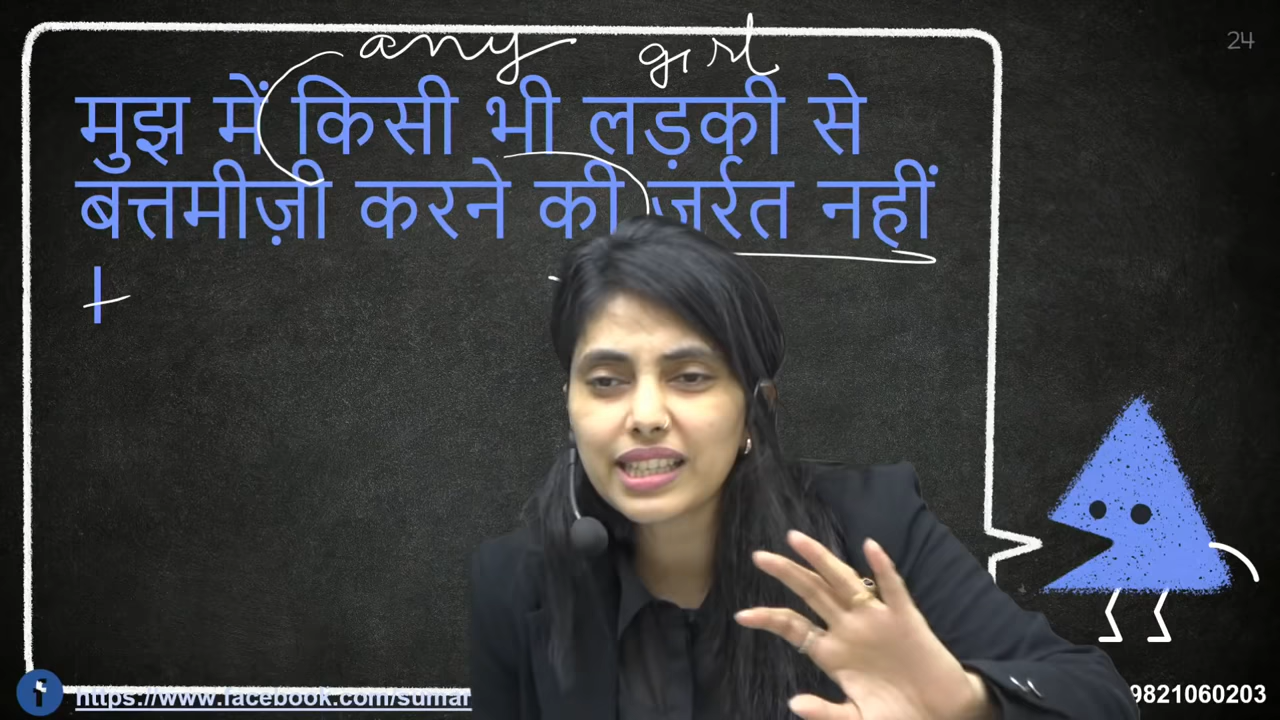 24
any girl
मुझ में किसी भी लड़की से
बत्तमीज़ी करने की जुर्रत नहीं
।
https://www.facebook.com/sumar
9821060203